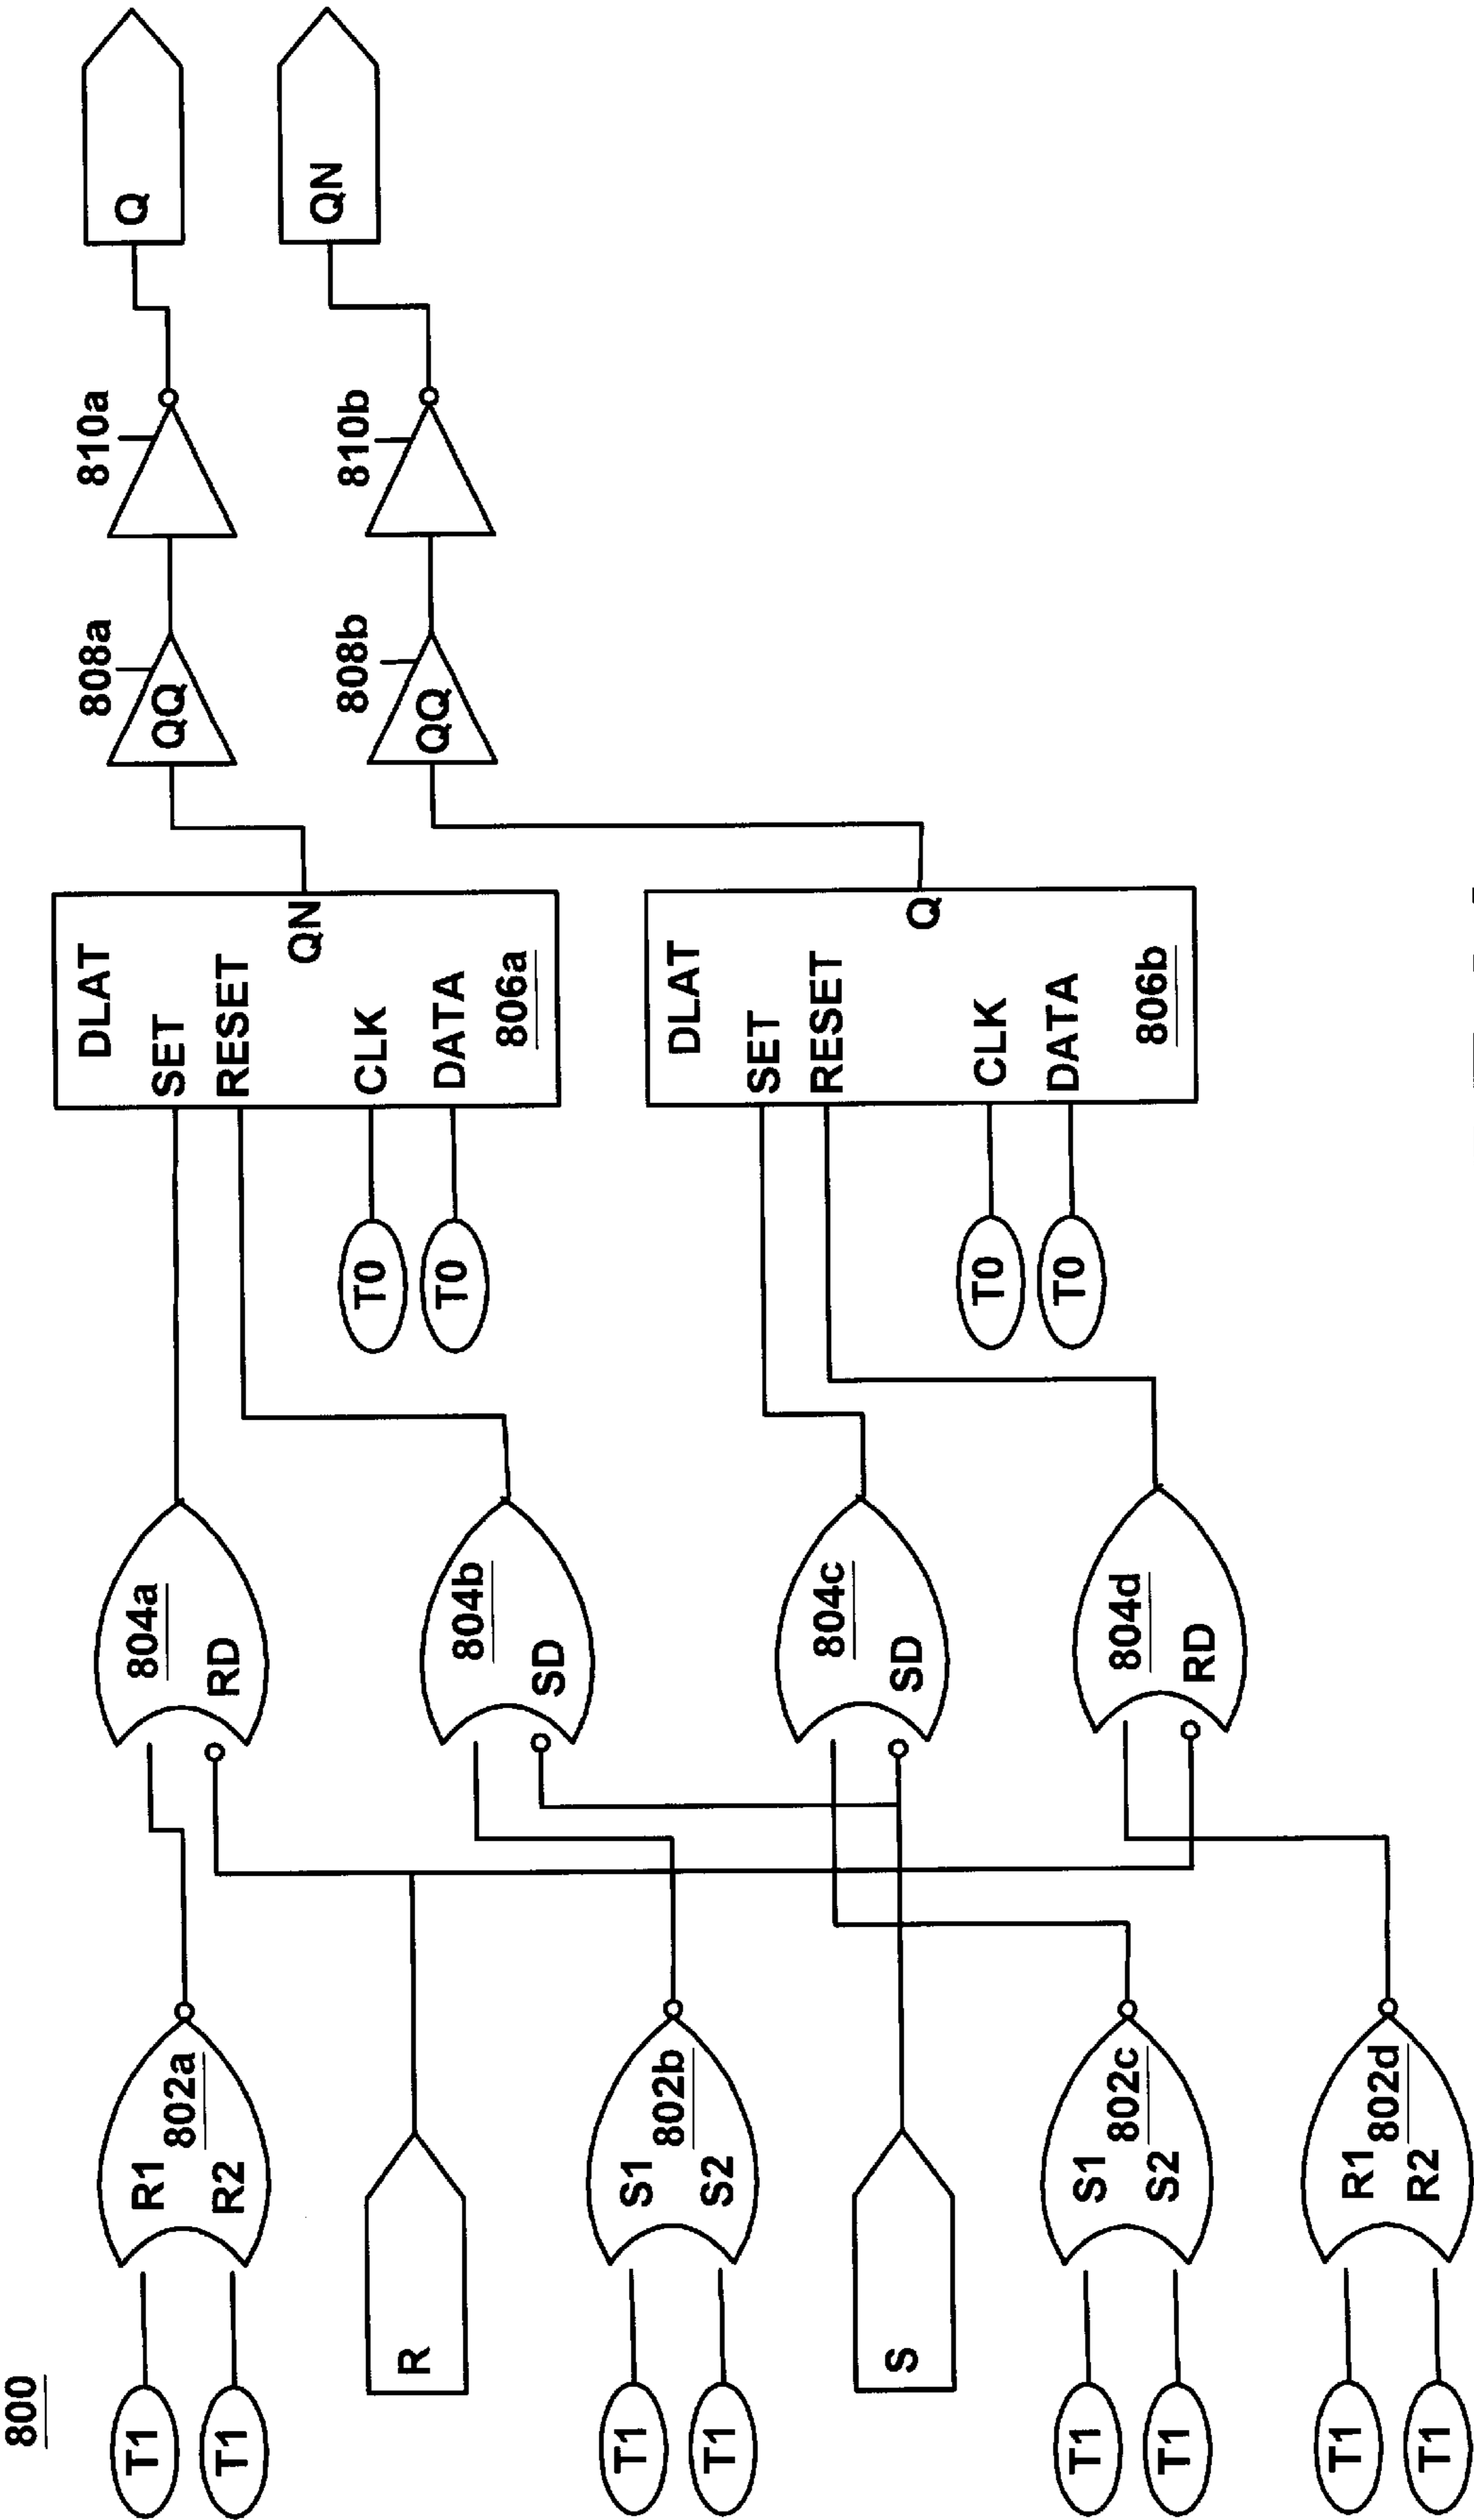 800
T1
T1
R1
802a
R2
R
T1
T1
S1
802b
S2
S
T1
T1
S1
802c
S2
T1
T1
R1
802d
R2
804a
RD
804b
SD
804c
SD
804d
RD
T0
T0
DLAT
SET
RESET
QN
CLK
DATA
806a
T0
T0
DLAT
SET
RESET
Q
CLK
DATA
806b
808a
QQ
810a
Q
808b
QQ
810b
QN